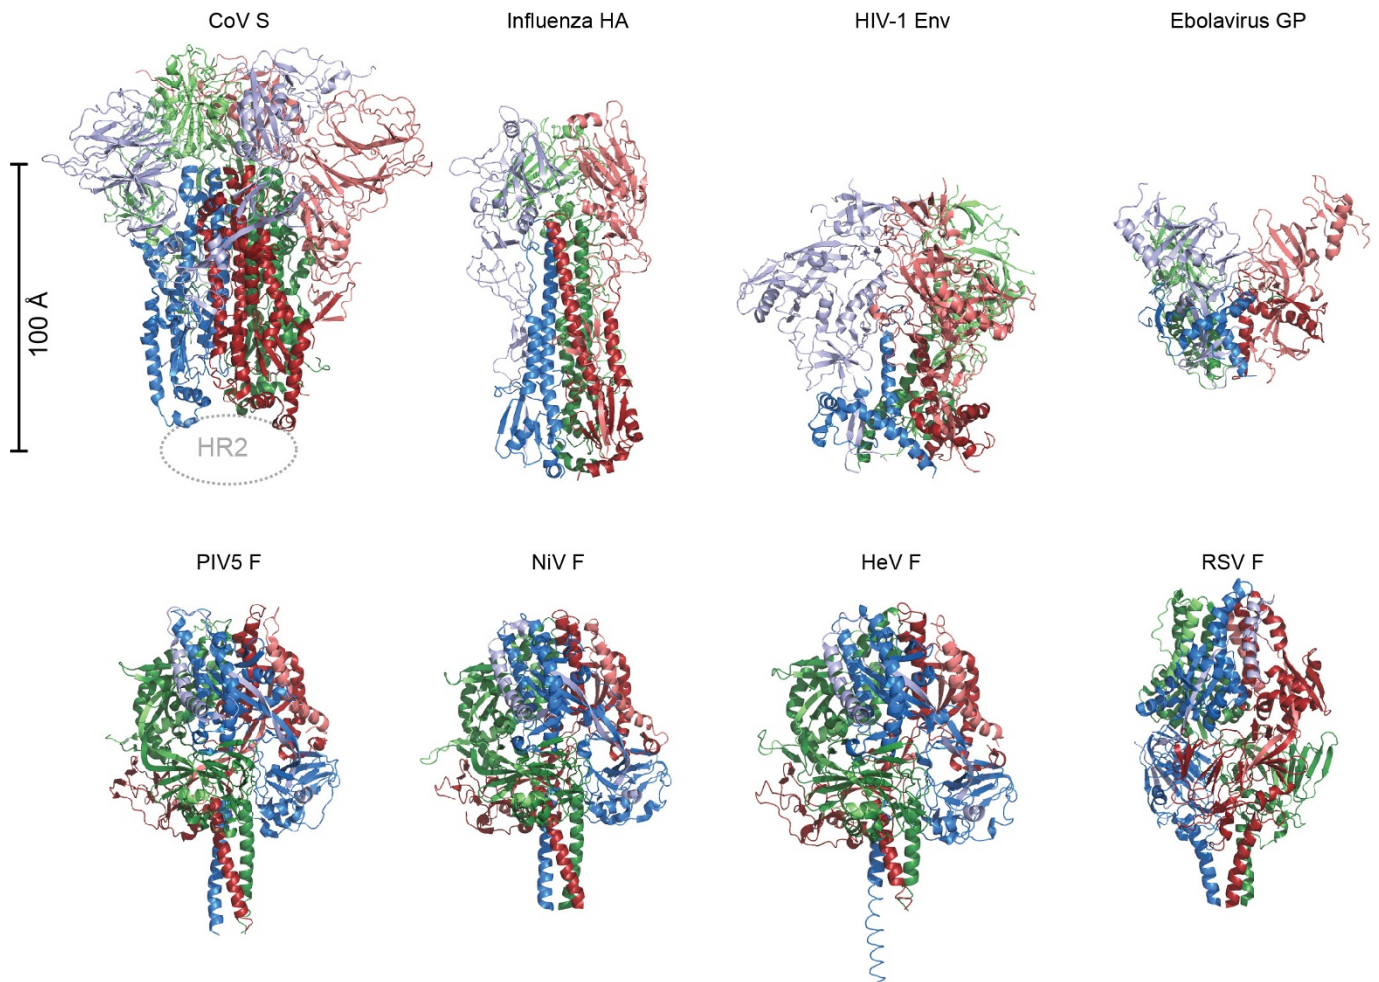 CoV S
Influenza HA
HIV-1 Env
Ebolavirus GP
100 Å
HR2
PIV5 F
NiV F
HeV F
RSV F